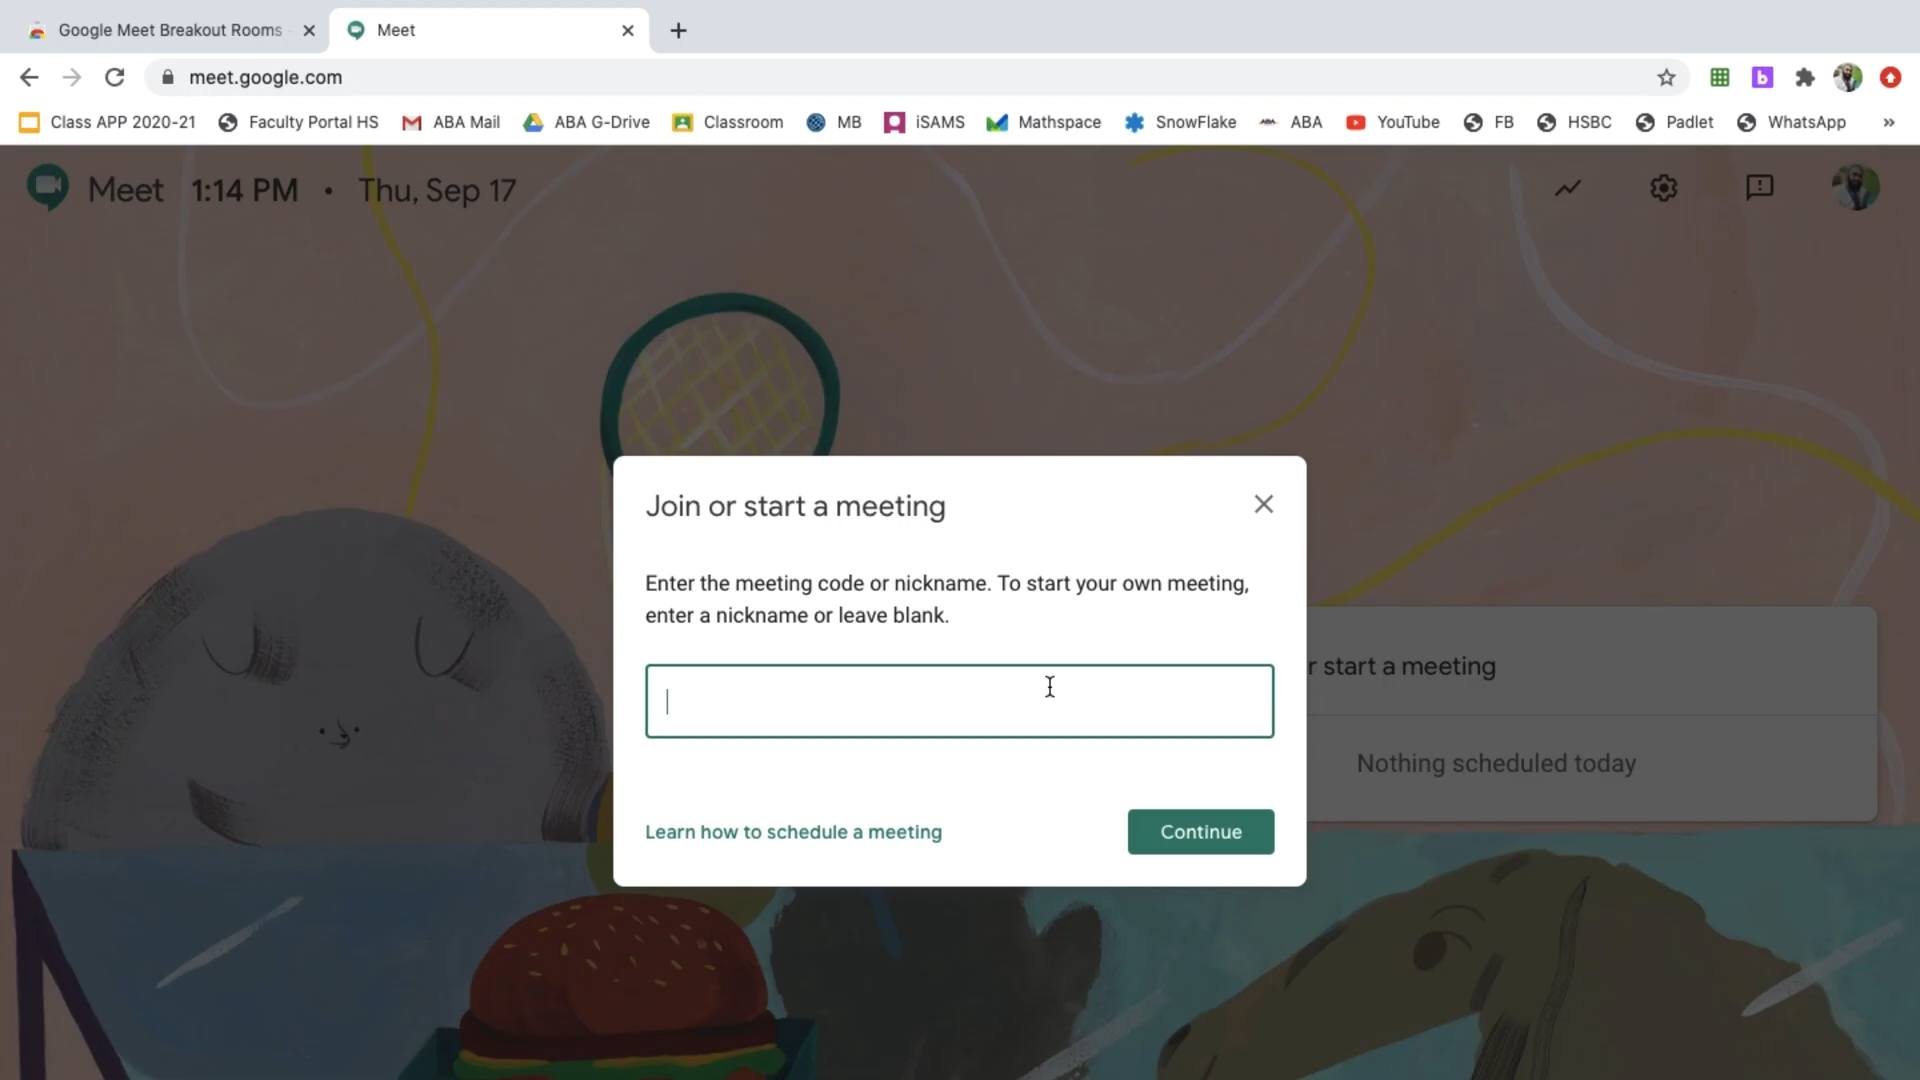 Google Meet Breakout Rooms
Meet
meet.google.com
Class APP 2020-21
Faculty Portal HS
ABA Mail
ABA G-Drive
Classroom
MB
iSAMS
Mathspace
SnowFlake
ABA
YouTube
FB
HSBC
Padlet
WhatsApp
»
Meet 1:14 PM • Thu, Sep 17
Join or start a meeting
Enter the meeting code or nickname. To start your own meeting,
enter a nickname or leave blank.
r start a meeting
Nothing scheduled today
Learn how to schedule a meeting
Continue